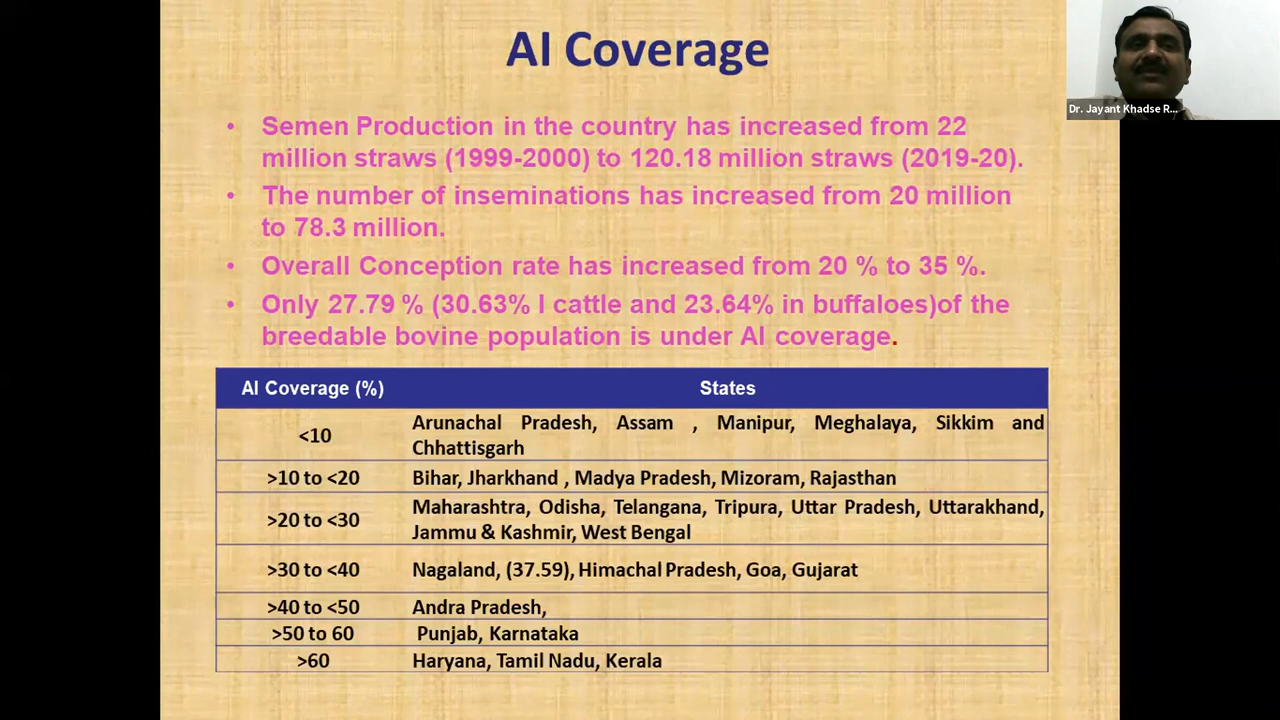 AI Coverage
Dr. Jayant Khadse R...
• Semen Production in the country has increased from 22
million straws (1999-2000) to 120.18 million straws (2019-20).
• The number of inseminations has increased from 20 million
to 78.3 million.
• Overall Conception rate has increased from 20 % to 35 %.
• Only 27.79 % (30.63% I cattle and 23.64% in buffaloes)of the
breedable bovine population is under AI coverage.
AI Coverage (%) States
<10 Arunachal Pradesh, Assam , Manipur, Meghalaya, Sikkim and
Chhattisgarh
>10 to <20 Bihar, Jharkhand , Madya Pradesh, Mizoram, Rajasthan
>20 to <30 Maharashtra, Odisha, Telangana, Tripura, Uttar Pradesh, Uttarakhand,
Jammu & Kashmir, West Bengal
>30 to <40 Nagaland, (37.59), Himachal Pradesh, Goa, Gujarat
>40 to <50 Andra Pradesh,
>50 to 60 Punjab, Karnataka
>60 Haryana, Tamil Nadu, Kerala